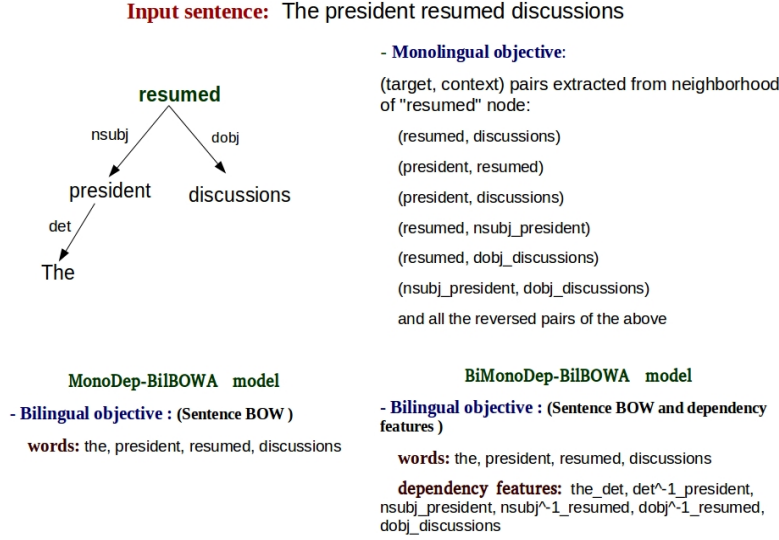 Input sentence: The president resumed discussions
resumed
nsubj
dobj
president
discussions
det
The
- Monolingual objective:
(target, context) pairs extracted from neighborhood
of "resumed" node:
(resumed, discussions)
(president, resumed)
(president, discussions)
(resumed, nsubj_president)
(resumed, dobj_discussions)
(nsubj_president, dobj_discussions)
and all the reversed pairs of the above
MonoDep-BilBOWA model
- Bilingual objective : (Sentence BOW )
words: the, president, resumed, discussions
BiMonoDep-BilBOWA model
- Bilingual objective : (Sentence BOW and dependency
features )
words: the, president, resumed, discussions
dependency features: the_det, det^-1_president,
nsubj_president, nsubj^-1_resumed, dobj^-1_resumed,
dobj_discussions